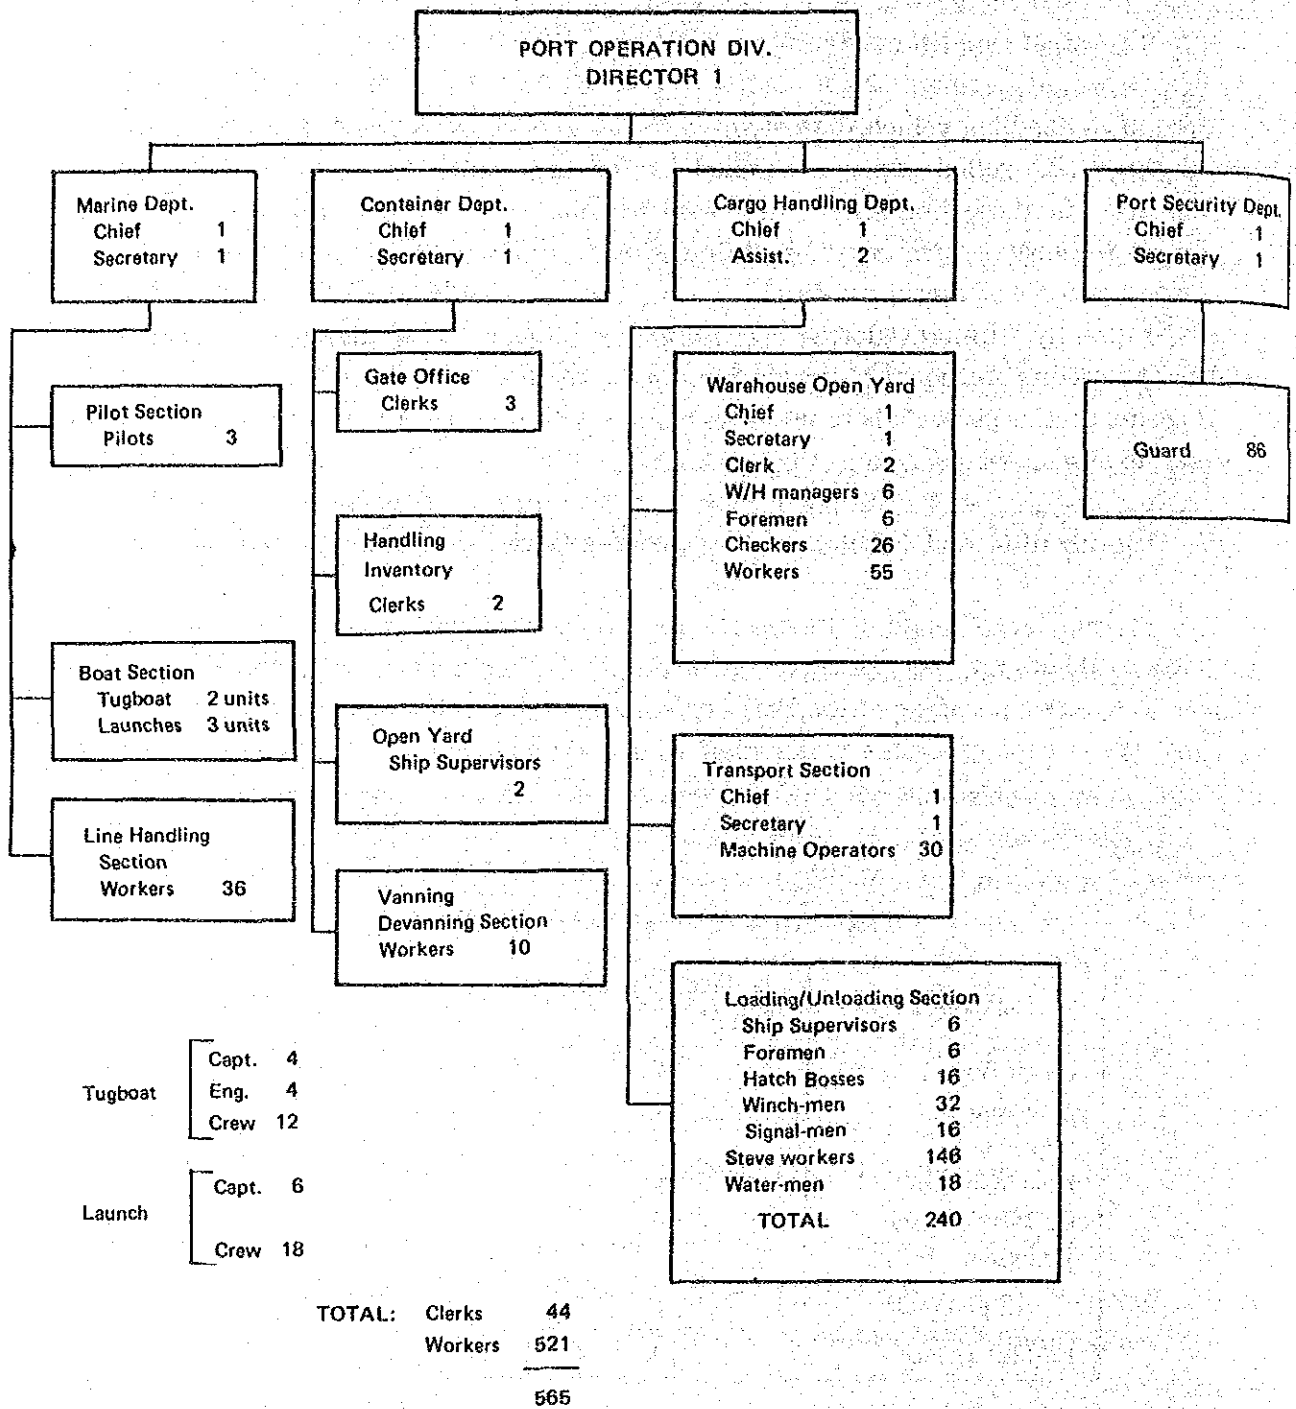 PORT OPERATION DIV.
DIRECTOR 1
Marine Dept.
Chief 1
Secretary 1
Container Dept.
Chief 1
Secretary 1
Cargo Handling Dept.
Chief 1
Assist. 2
Port Security Dept.
Chief 1
Secretary 1
Pilot Section
Pilots 3
Boat Section
Tugboat 2 units
Launches 3 units
Line Handling
Section
Workers 36
Gate Office
Clerks 3
Handling
Inventory
Clerks 2
Open Yard
Ship Supervisors
2
Vanning
Devanning Section
Workers 10
Warehouse Open Yard
Chief 1
Secretary 1
Clerk 2
W/H managers 6
Foremen 6
Checkers 26
Workers 55
Transport Section
Chief 1
Secretary 1
Machine Operators 30
Loading/Unloading Section
Ship Supervisors 6
Foremen 6
Hatch Bosses 16
Winch-men 32
Signal-men 16
Steve workers 146
Water-men 18
TOTAL 240
Guard 86
Tugboat
Capt. 4
Eng. 4
Crew 12
Launch
Capt. 6
Crew 18
TOTAL: Clerks 44
Workers 521
565